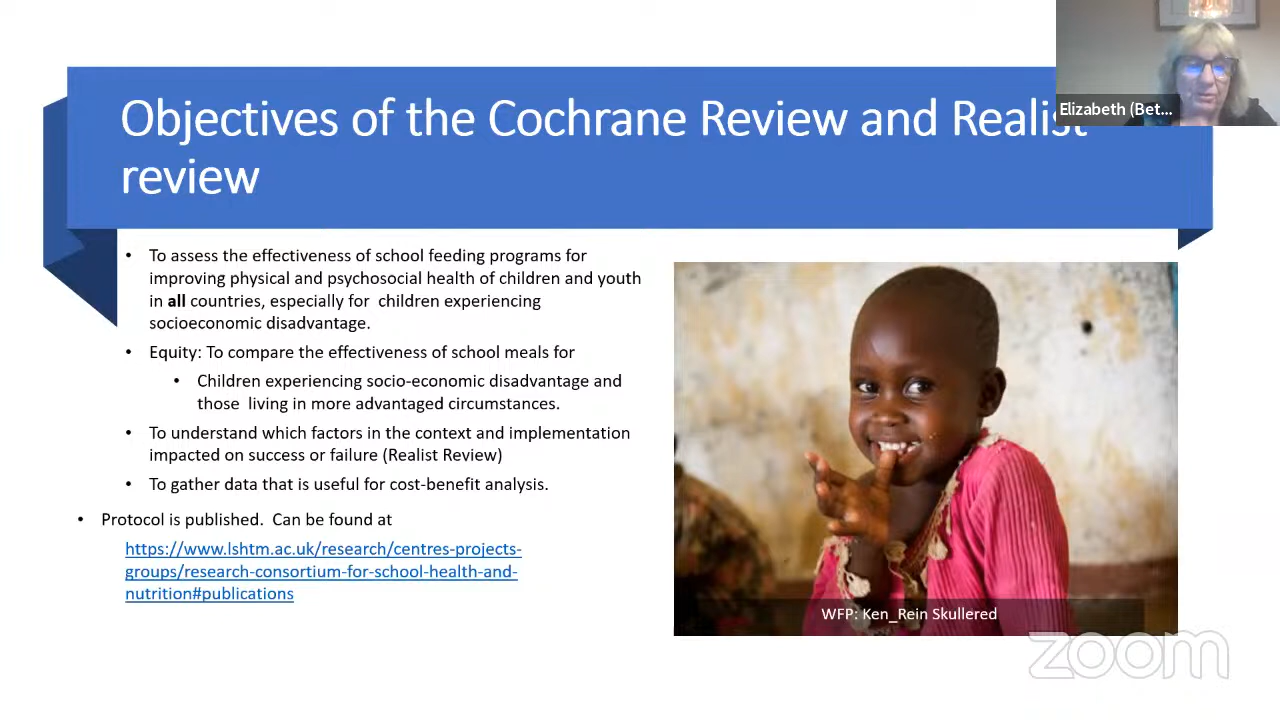 Elizabeth (Bet...
Objectives of the Cochrane Review and Realist
review
• To assess the effectiveness of school feeding programs for
improving physical and psychosocial health of children and youth
in all countries, especially for children experiencing
socioeconomic disadvantage.
• Equity: To compare the effectiveness of school meals for
• Children experiencing socio-economic disadvantage and
those living in more advantaged circumstances.
• To understand which factors in the context and implementation
impacted on success or failure (Realist Review)
• To gather data that is useful for cost-benefit analysis.
• Protocol is published. Can be found at
https://www.lshtm.ac.uk/research/centres-projects-
groups/research-consortium-for-school-health-and-
nutrition#publications
WFP: Ken_Rein Skullered
zoom